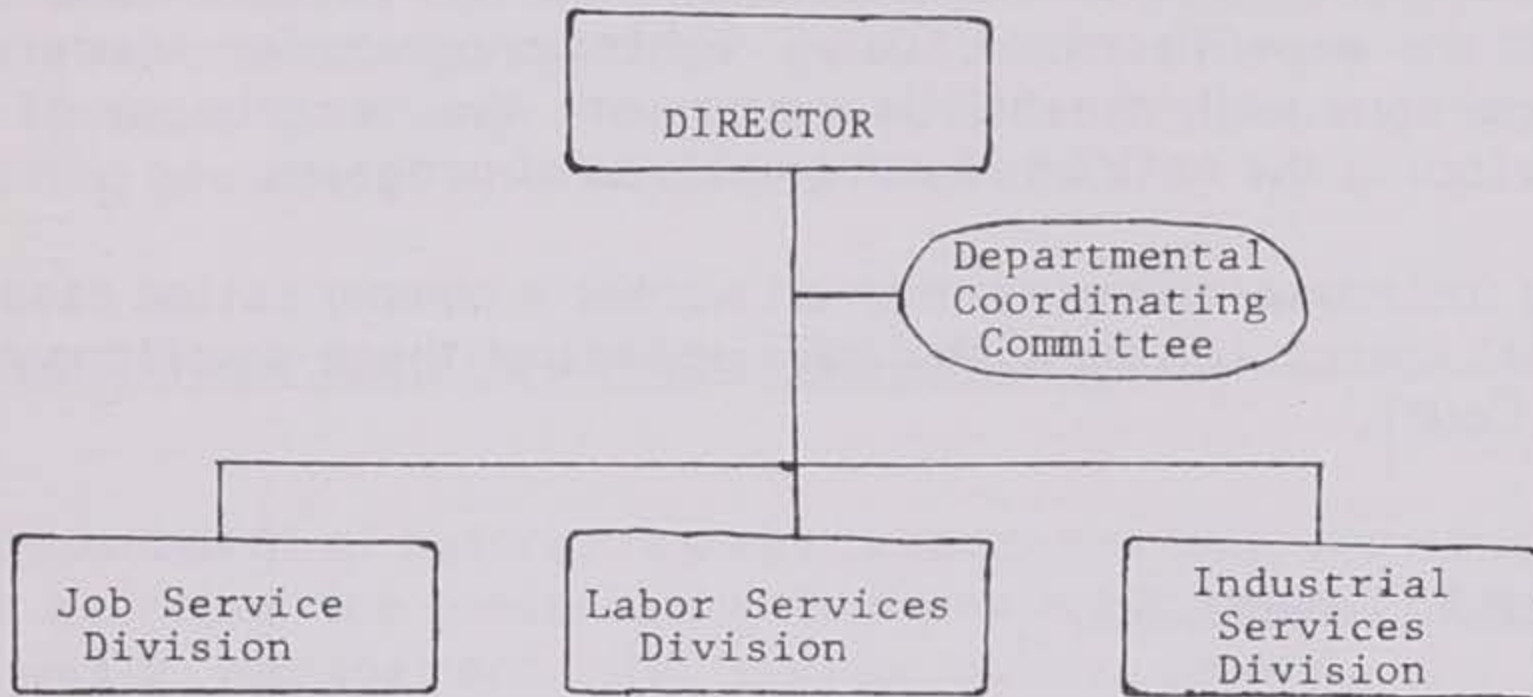 DIRECTOR
Departmental
Coordinating
Committee
Job Service
Division
Labor Services
Division
Industrial
Services
Division